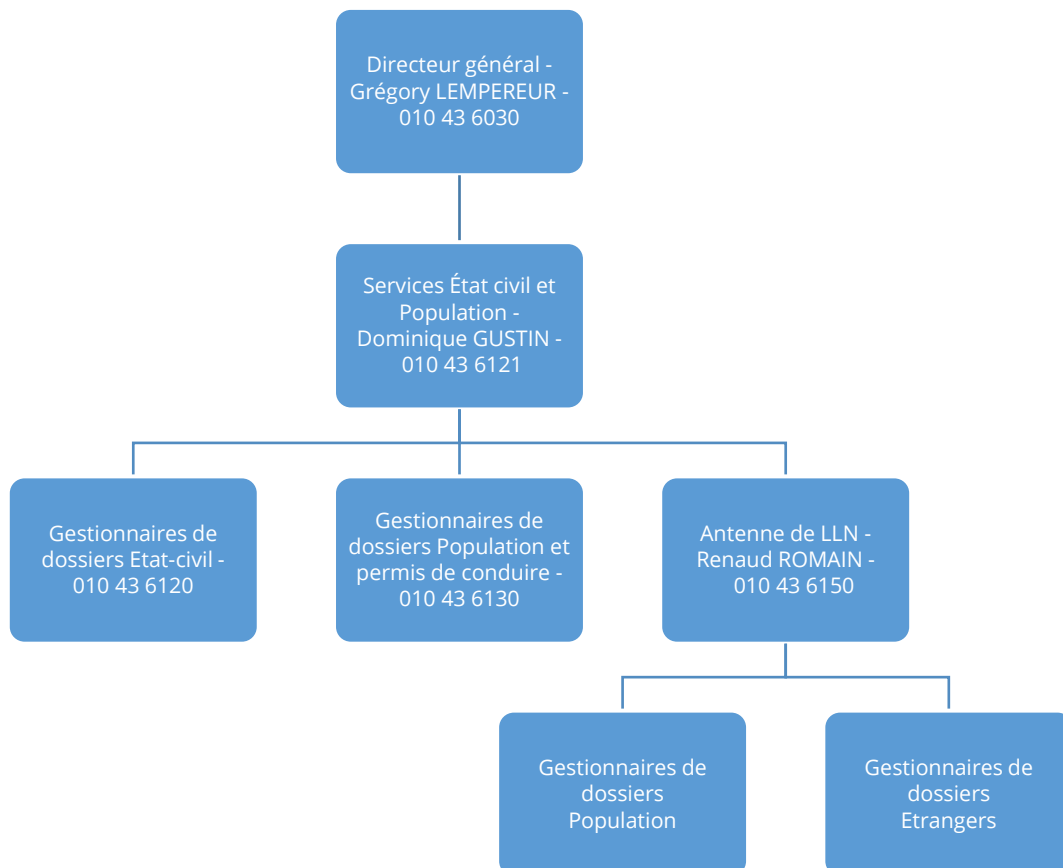 Directeur général -
Grégory LEMPEREUR -
010 43 6030
Services État civil et
Population -
Dominique GUSTIN -
010 43 6121
Gestionnaires de
dossiers Etat-civil -
010 43 6120
Gestionnaires de
dossiers Population et
permis de conduire -
010 43 6130
Antenne de LLN -
Renaud ROMAIN -
010 43 6150
Gestionnaires de
dossiers
Population
Gestionnaires de
dossiers
Etrangers